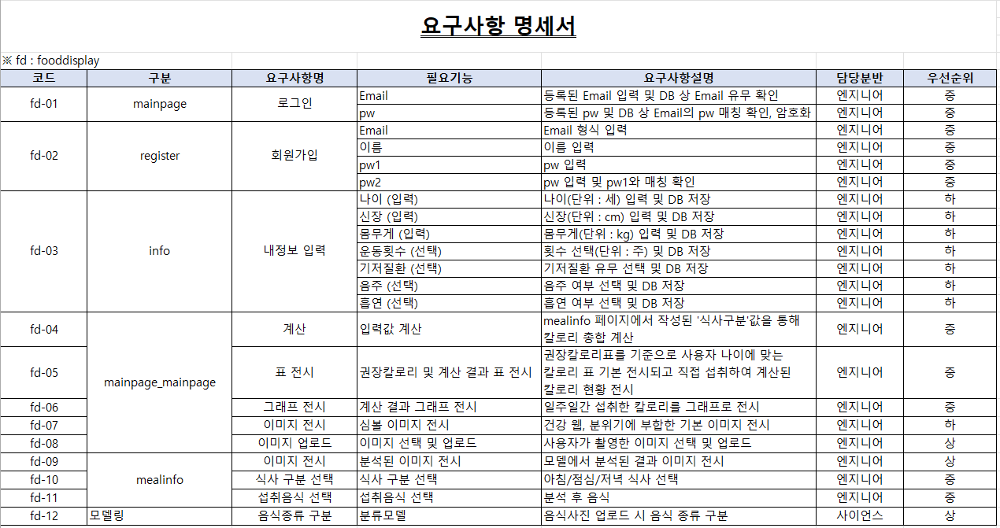 요구사항 명세서
※ fd : fooddisplay
코드 구분 요구사항명 필요기능 요구사항설명 담당분반 우선순위
fd-01 mainpage 로그인 Email 등록된 Email 입력 및 DB 상 Email 유무 확인 엔지니어 중
pw 등록된 pw 및 DB 상 Email의 pw 매칭 확인, 암호화 엔지니어 중
fd-02 register 회원가입 Email Email 형식 입력 엔지니어 중
이름 이름 입력 엔지니어 중
pw1 pw 입력 엔지니어 중
pw2 pw 입력 및 pw1와 매칭 확인 엔지니어 중
fd-03 info 내정보 입력 나이 (입력) 나이(단위 : 세) 입력 및 DB 저장 엔지니어 하
신장 (입력) 신장(단위 : cm) 입력 및 DB 저장 엔지니어 하
몸무게 (입력) 몸무게(단위 : kg) 입력 및 DB 저장 엔지니어 하
운동횟수 (선택) 횟수 선택(단위 : 주) 및 DB 저장 엔지니어 하
기저질환 (선택) 기저질환 유무 선택 및 DB 저장 엔지니어 하
음주 (선택) 음주 여부 선택 및 DB 저장 엔지니어 하
흡연 (선택) 흡연 여부 선택 및 DB 저장 엔지니어 하
fd-04 mainpage_mainpage 계산 입력값 계산 mealinfo 페이지에서 작성된 '식사구분'값을 통해
칼로리 총합 계산 엔지니어 중
fd-05 표 전시 권장칼로리 및 계산 결과 표 전시 권장칼로리표를 기준으로 사용자 나이에 맞는
칼로리 표 기본 전시되고 직접 섭취하여 계산된
칼로리 현황 전시 엔지니어 중
fd-06 그래프 전시 계산 결과 그래프 전시 일주일간 섭취한 칼로리를 그래프로 전시 엔지니어 중
fd-07 이미지 전시 심볼 이미지 전시 건강 웹, 분위기에 부합한 기본 이미지 전시 엔지니어 하
fd-08 이미지 업로드 이미지 선택 및 업로드 사용자가 촬영한 이미지 선택 및 업로드 엔지니어 상
fd-09 mealinfo 이미지 전시 분석된 이미지 전시 모델에서 분석된 결과 이미지 전시 엔지니어 상
fd-10 식사 구분 선택 식사 구분 선택 아침/점심/저녁 식사 선택 엔지니어 중
fd-11 섭취음식 선택 섭취음식 선택 분석 후 음식 엔지니어 중
fd-12 모델링 음식종류 구분 분류모델 음식사진 업로드 시 음식 종류 구분 사이언스 상